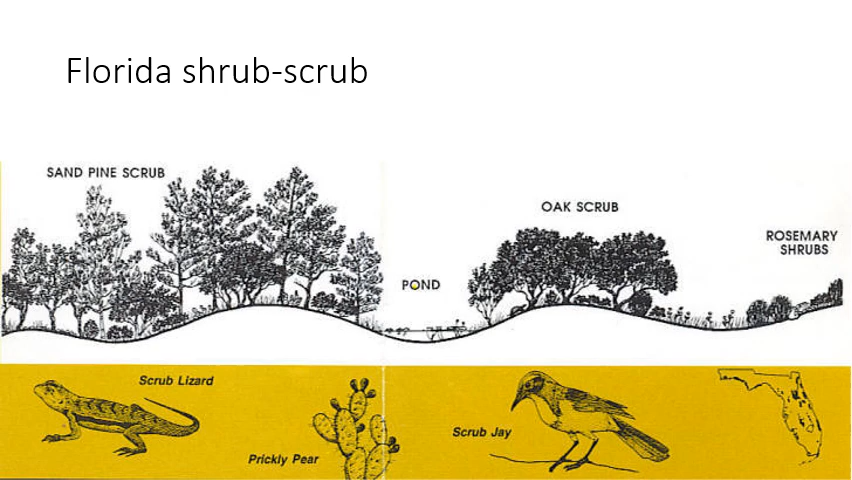 Florida shrub-scrub
SAND PINE SCRUB
OAK SCRUB
ROSEMARY
SHRUBS
POND
Scrub Lizard
Scrub Jay
Prickly Pear